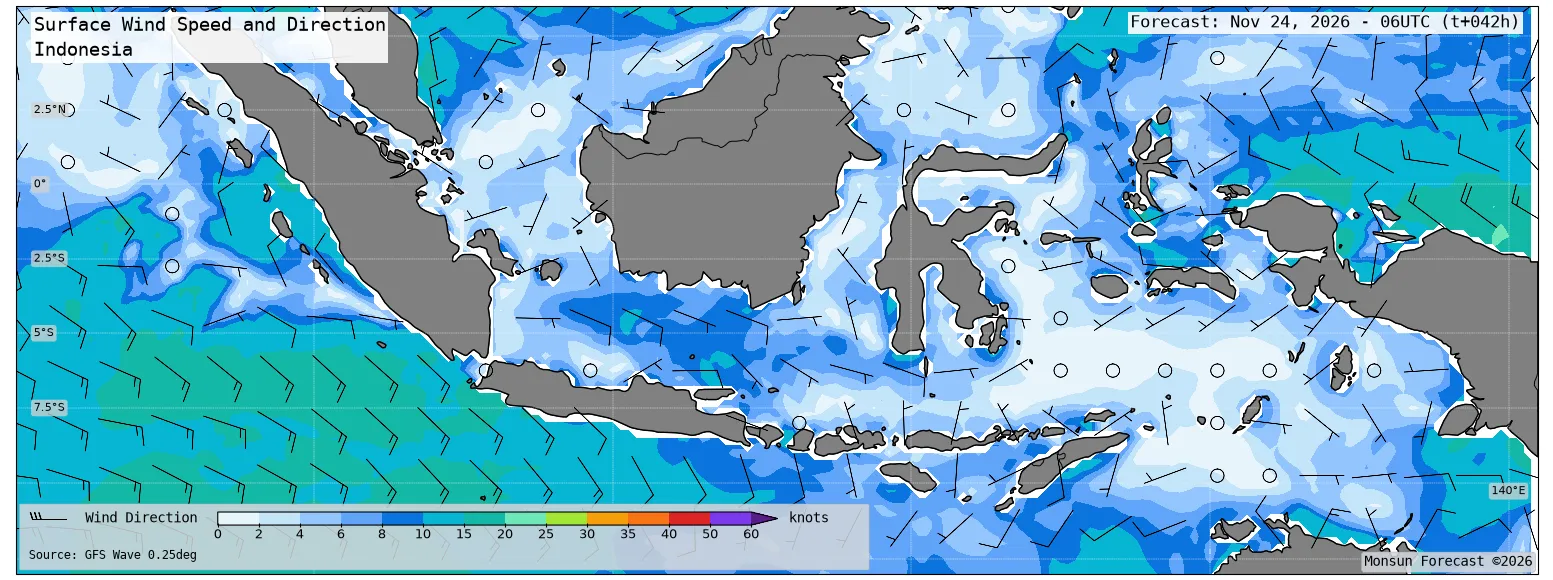 Surface Wind Speed and Direction
Indonesia
Forecast: Nov 24, 2026 - 06UTC (t+042h)
2.5°N
0°
2.5°S
5°S
7.5°S
140°E
Wind Direction
knots
0 2 4 6 8 10 15 20 25 30 35 40 50 60
Source: GFS Wave 0.25deg
Monsun Forecast ©2026